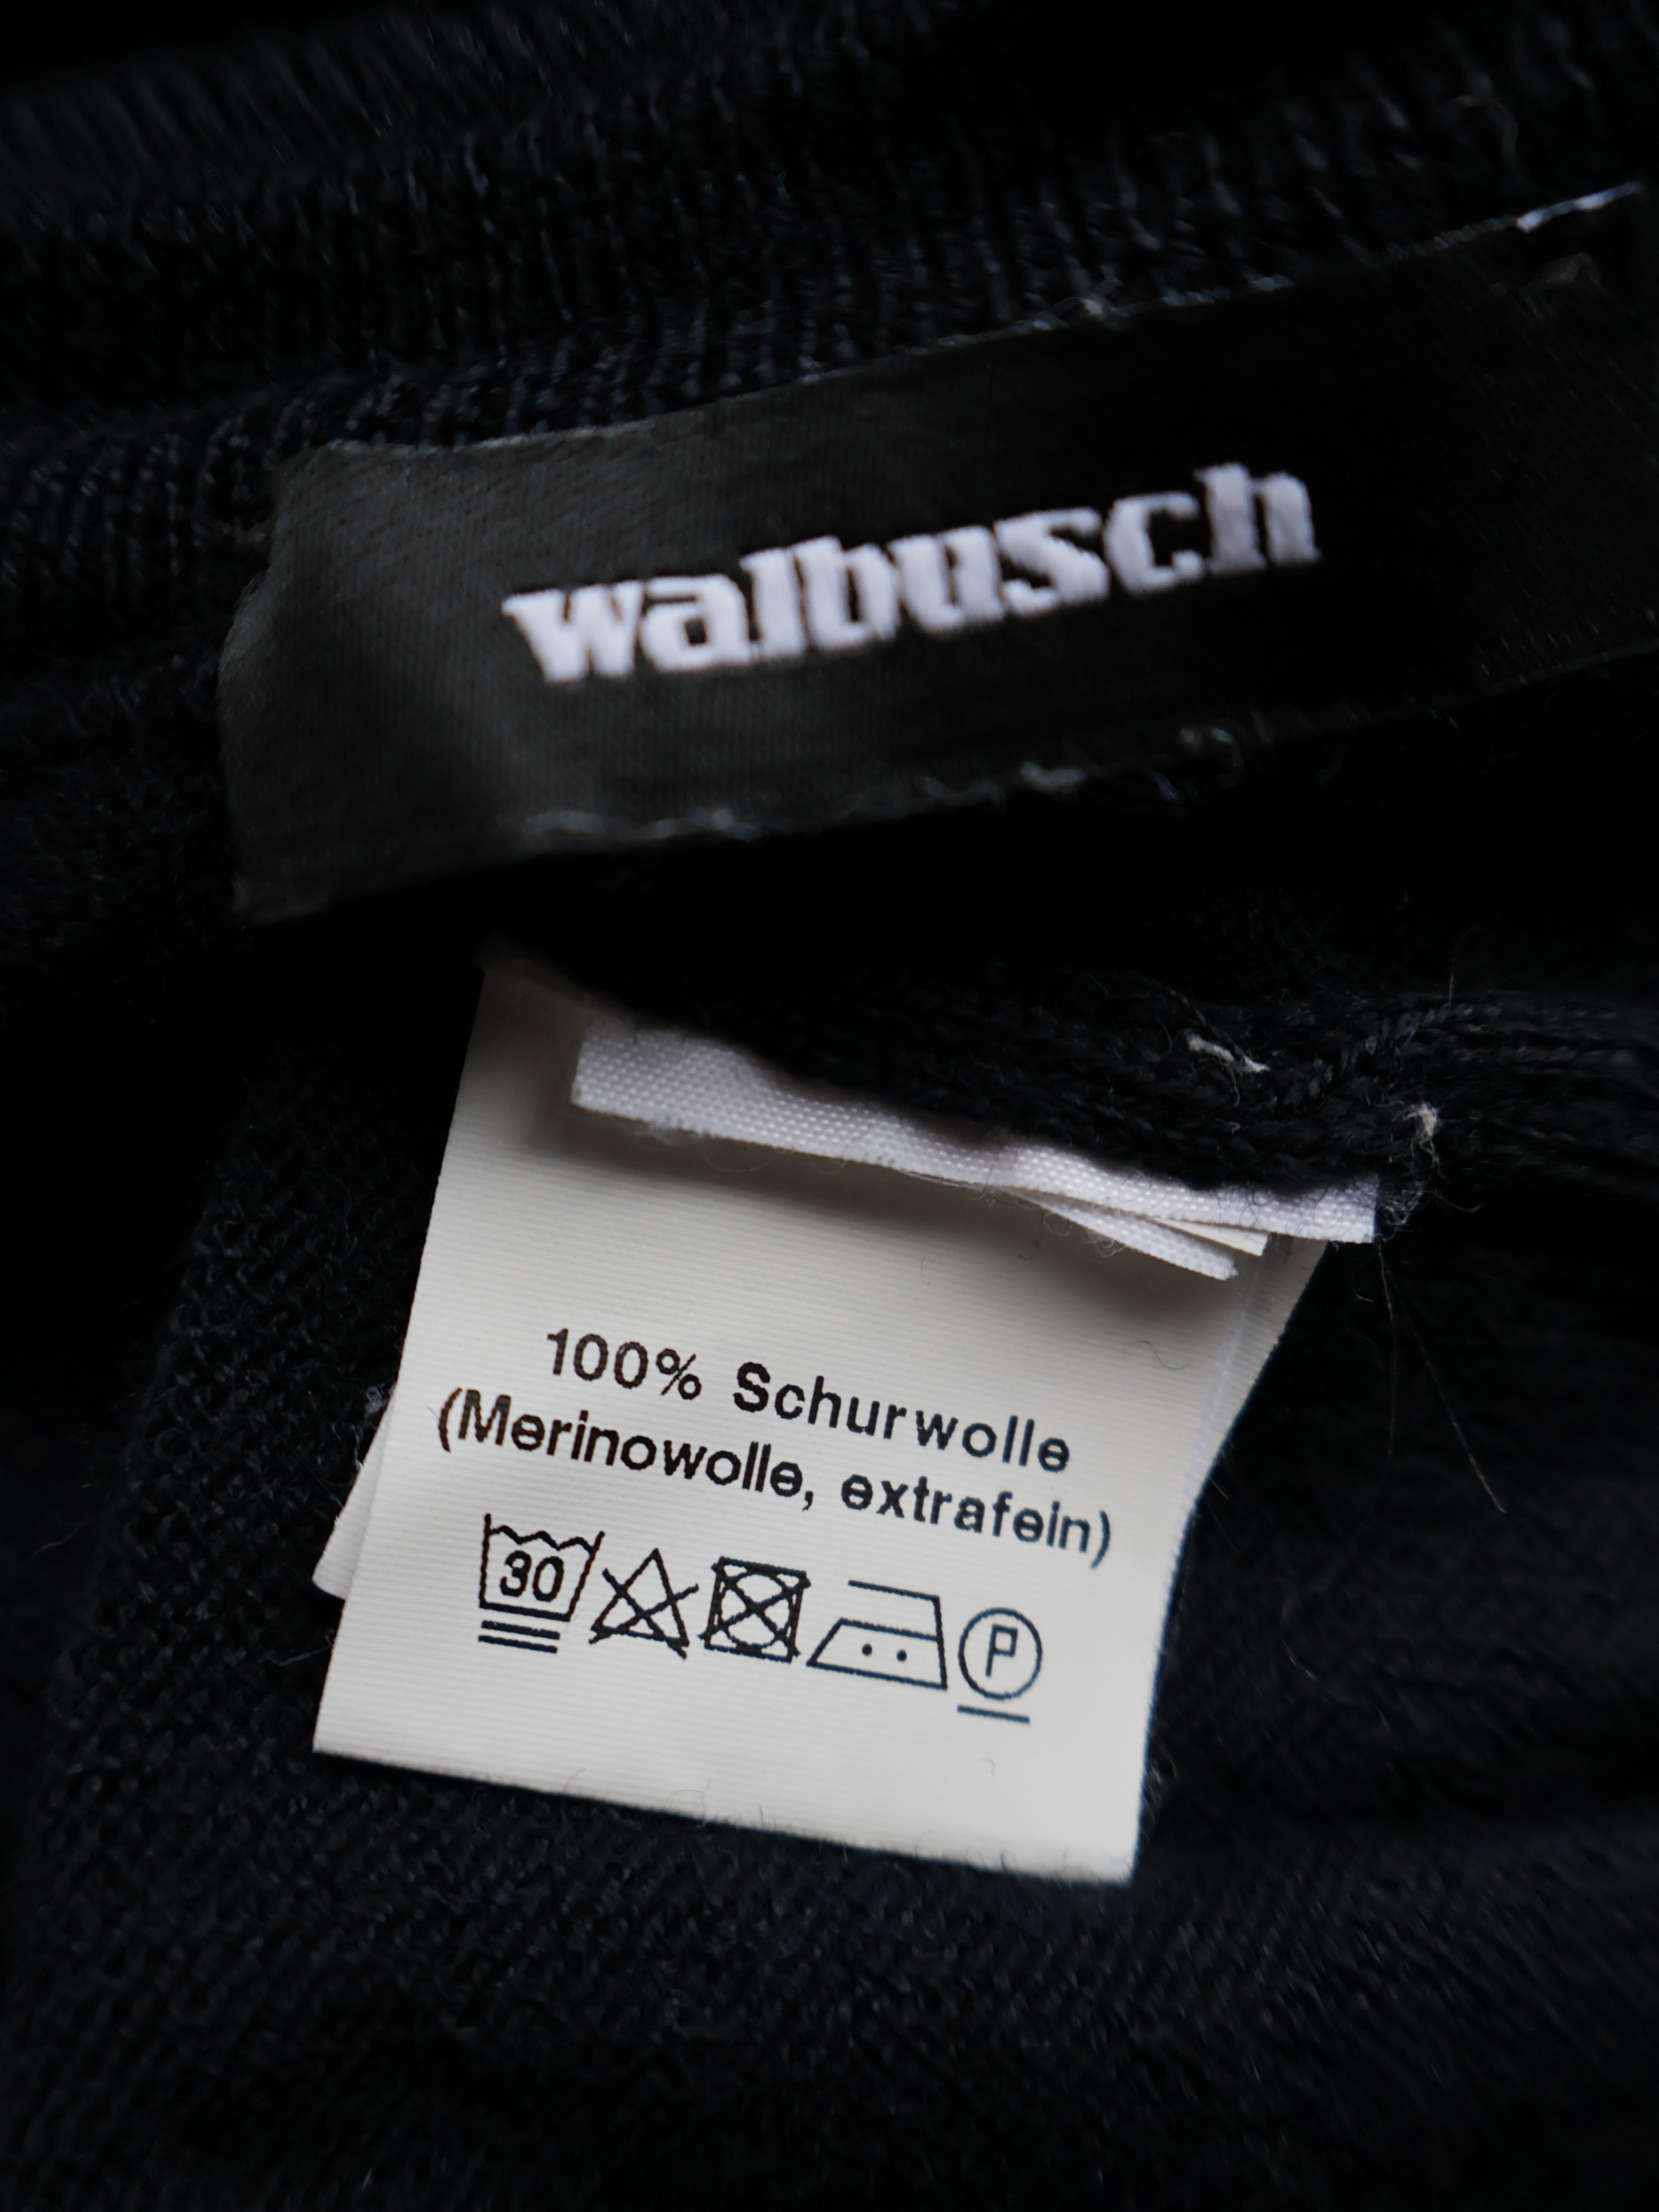 walbusch
100% Schurwolle
(Merinowolle, extrafein)
30
P